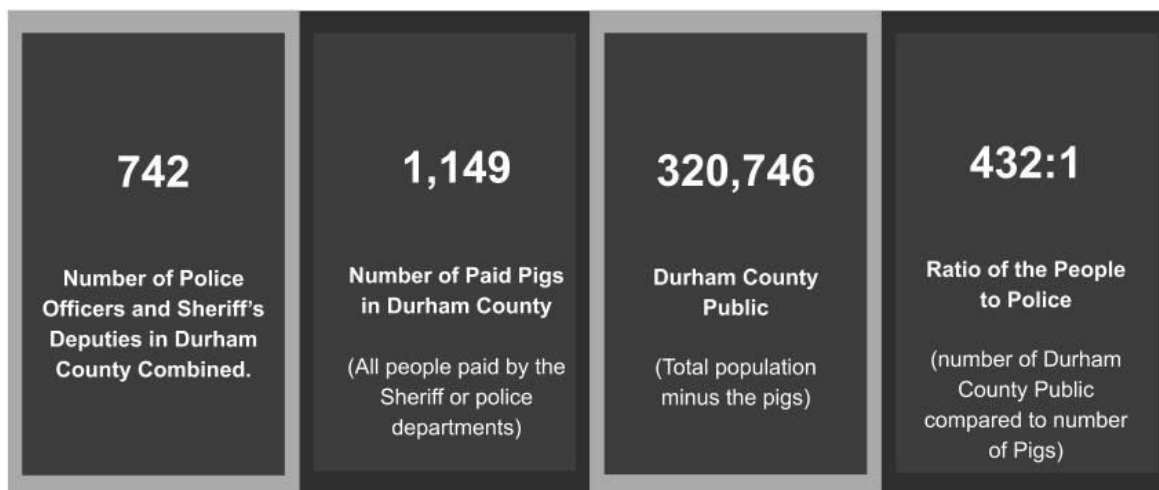 742
Number of Police
Officers and Sheriff's
Deputies in Durham
County Combined.
1,149
Number of Paid Pigs
in Durham County
(All people paid by the
Sheriff or police
departments)
320,746
Durham County
Public
(Total population
minus the pigs)
432:1
Ratio of the People
to Police
(number of Durham
County Public
compared to number
of Pigs)